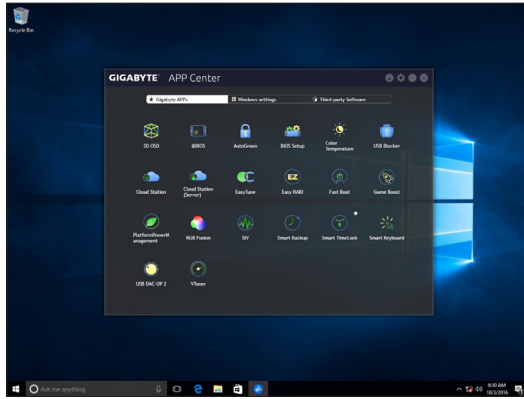 Recycle Bin
GIGABYTE™ APP Center
Gigabyte APPs
Windows settings
Third party Software
3D OSD
@BIOS
AutoGreen
BIOS Setup
Color
Temperature
USB Blocker
Cloud Station
Cloud Station
(Server)
EasyTune
Easy RAID
EZ
Fast Boot
Game Boost
PlatformPowerM
anagement
RGB Fusion
SIV
Smart Backup
Smart TimeLock
Smart Keyboard
USB DAC-UP 2
VTuner
Ask me anything
8:30 AM
10/3/2016